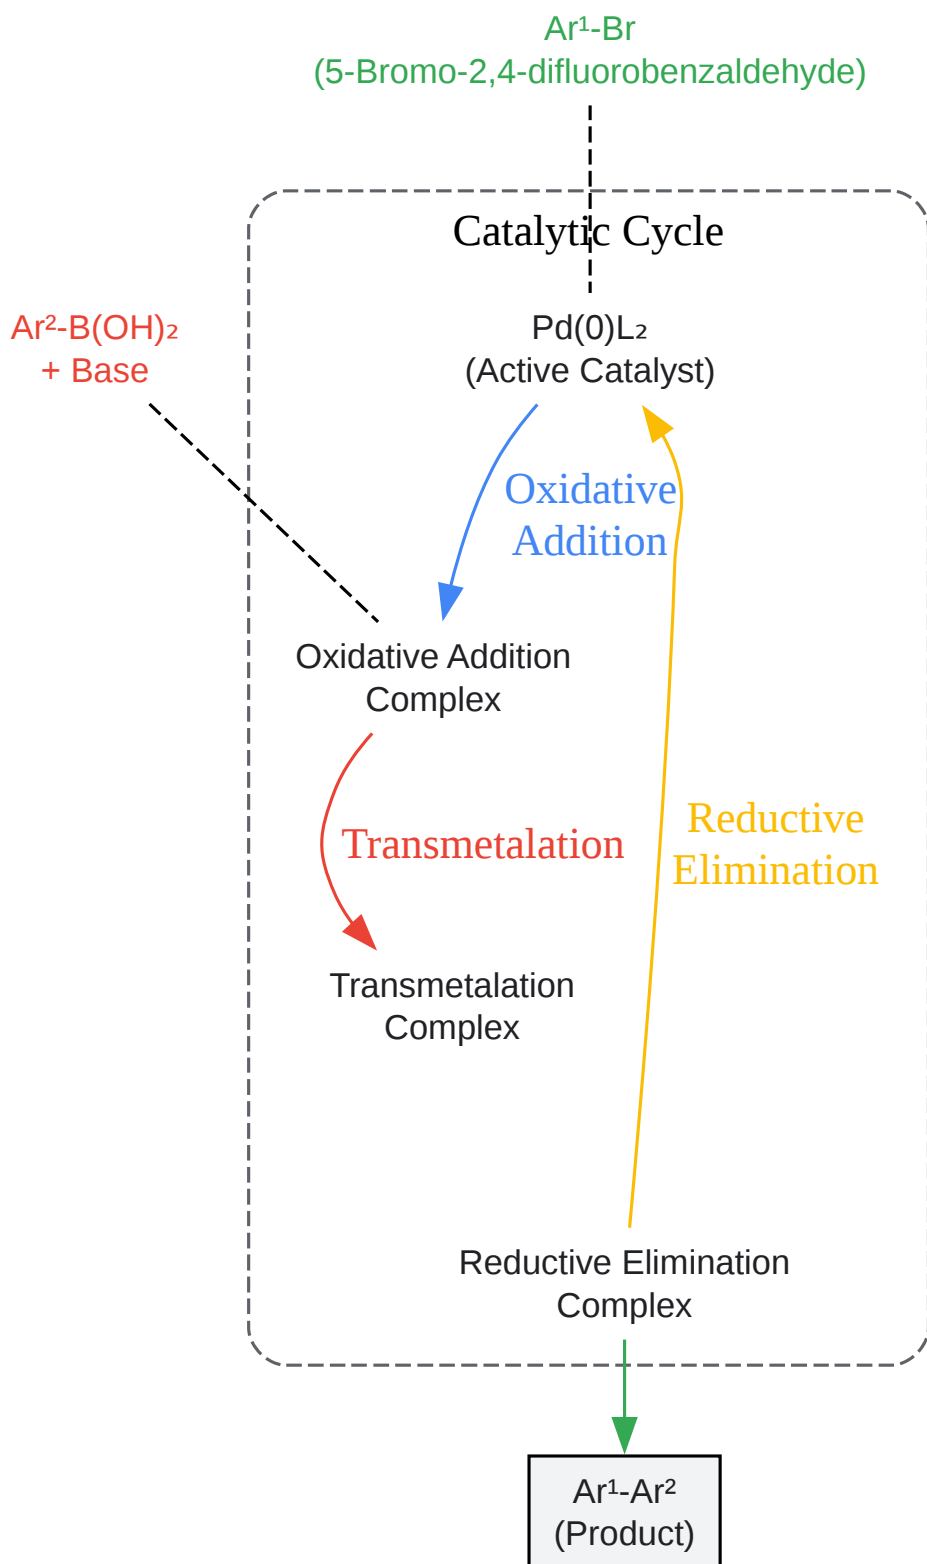 Ar¹-Br
(5-Bromo-2,4-difluorobenzaldehyde)
Catalytic Cycle
Ar²-B(OH)₂
+ Base
Pd(0)L₂
(Active Catalyst)
Oxidative
Addition
Oxidative Addition
Complex
Transmetalation
Reductive
Elimination
Transmetalation
Complex
Reductive Elimination
Complex
Ar¹-Ar²
(Product)